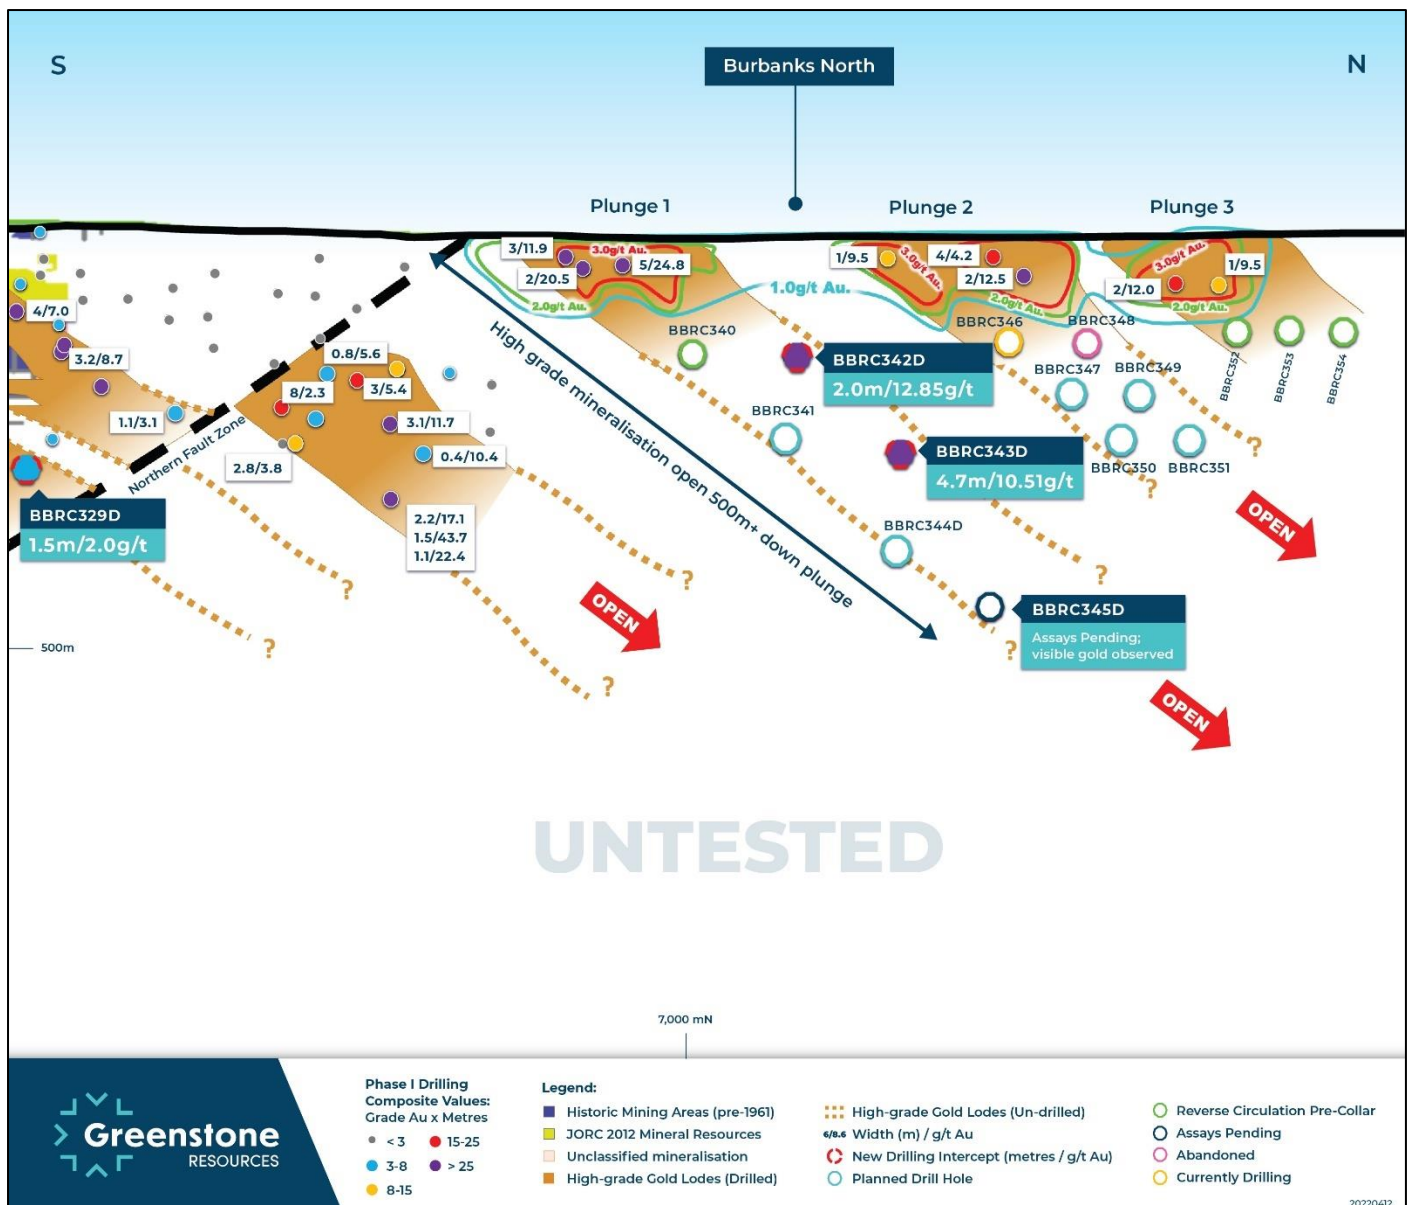 S
Burbanks North
N
Plunge 1
Plunge 2
Plunge 3
3/11.9
3.0g/t Au.
5/24.8
2/20.5
2.0g/t Au.
1.0g/t Au.
1/9.5
3.0g/t Au.
4/4.2
2/12.5
2.0g/t Au.
3.0g/t Au.
1/9.5
2/12.0
2.0g/t Au.
4/7.0
3.2/8.7
1.1/3.1
Northern Fault Zone
0.8/5.6
8/2.3
3/5.4
3.1/11.7
0.4/10.4
2.8/3.8
2.2/17.1
1.5/43.7
1.1/22.4
BBRC329D
1.5m/2.0g/t
High grade mineralisation open 500m+ down plunge
BBRC340
BBRC342D
2.0m/12.85g/t
BBRC346
BBRC348
BBRC347
BBRC349
BBRC352
BBRC353
BBRC354
BBRC341
BBRC343D
4.7m/10.51g/t
BBRC350
BBRC351
BBRC344D
BBRC345D
Assays Pending;
visible gold observed
?
?
?
?
?
?
?
?
OPEN
OPEN
OPEN
500m
UNTESTED
7,000 mN
Greenstone
RESOURCES
Phase I Drilling
Composite Values:
Grade Au x Metres
< 3
15-25
3-8
> 25
8-15
Legend:
Historic Mining Areas (pre-1961)
JORC 2012 Mineral Resources
Unclassified mineralisation
High-grade Gold Lodes (Drilled)
High-grade Gold Lodes (Un-drilled)
6/8.6 Width (m) / g/t Au
New Drilling Intercept (metres / g/t Au)
Planned Drill Hole
Reverse Circulation Pre-Collar
Assays Pending
Abandoned
Currently Drilling
20220412